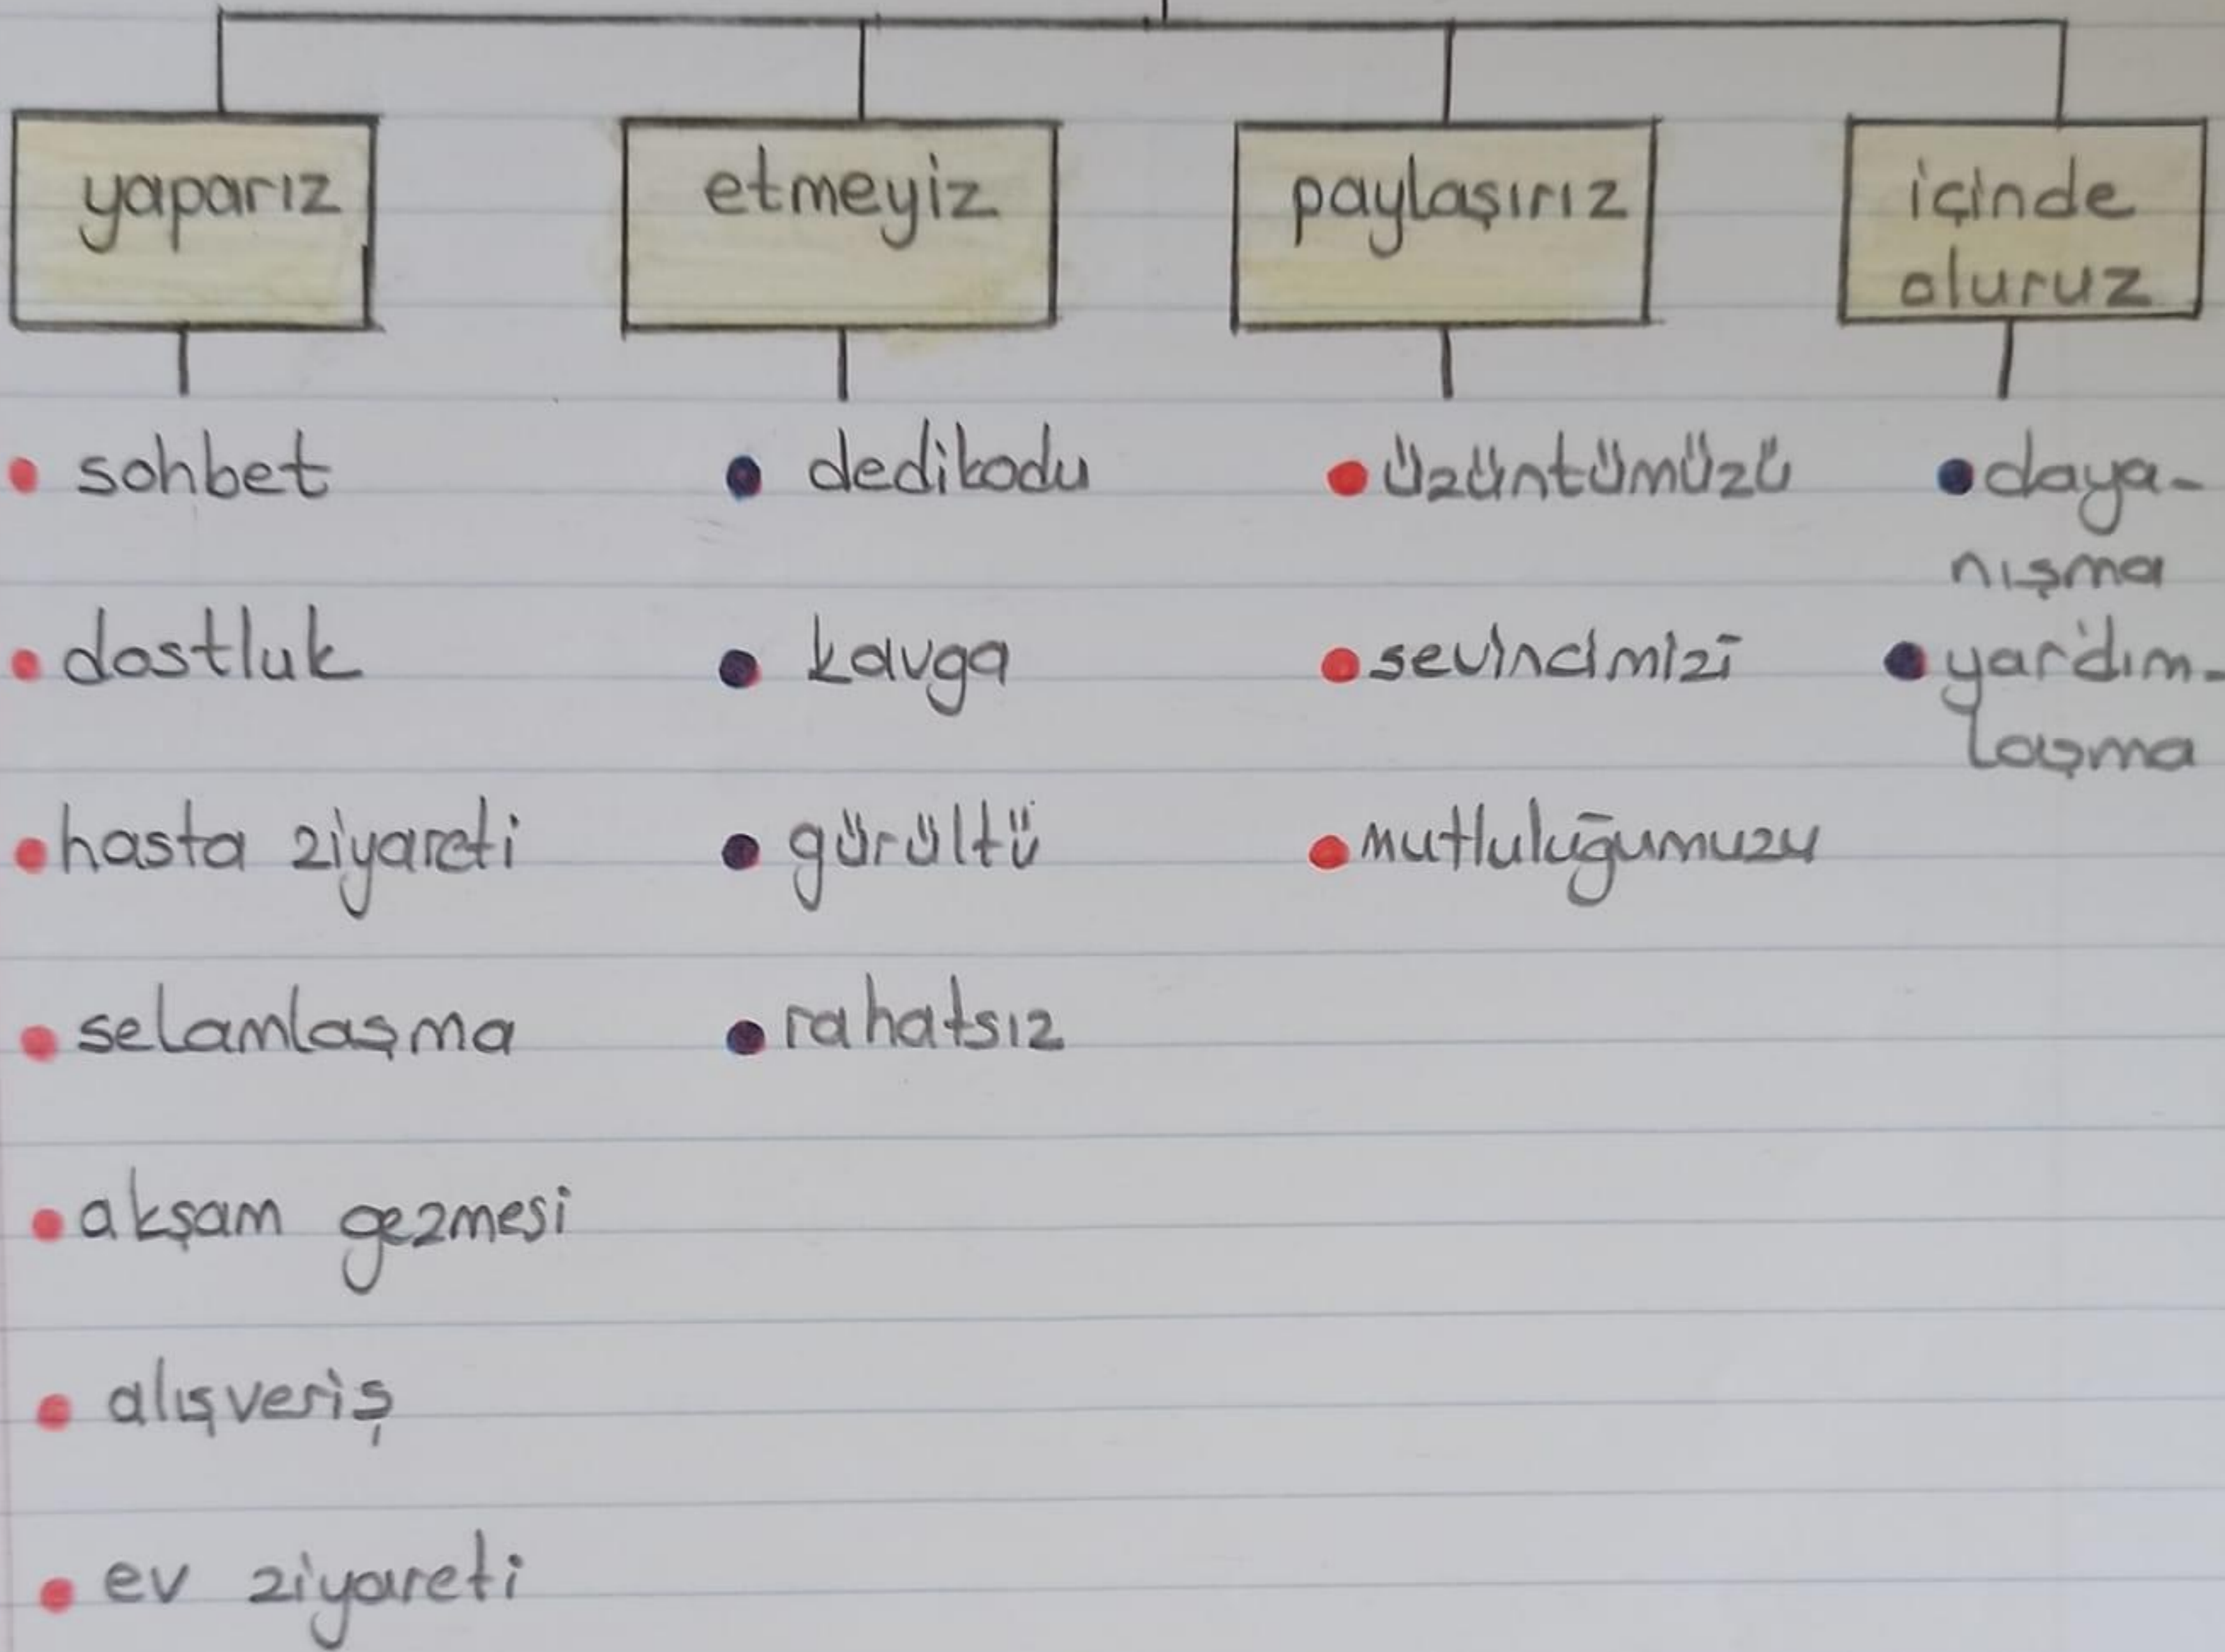 yaparız
etmeyiz
paylaşırız
içinde
oluruz
sohbet
dostluk
hasta ziyareti
selamlaşma
akşam gezmesi
alışveriş
ev ziyareti
dedikodu
kavga
gürültü
rahatsız
üzüntümüzü
sevincimizi
mutluluğumuzu
daya-
nışma
yardım-
laşma